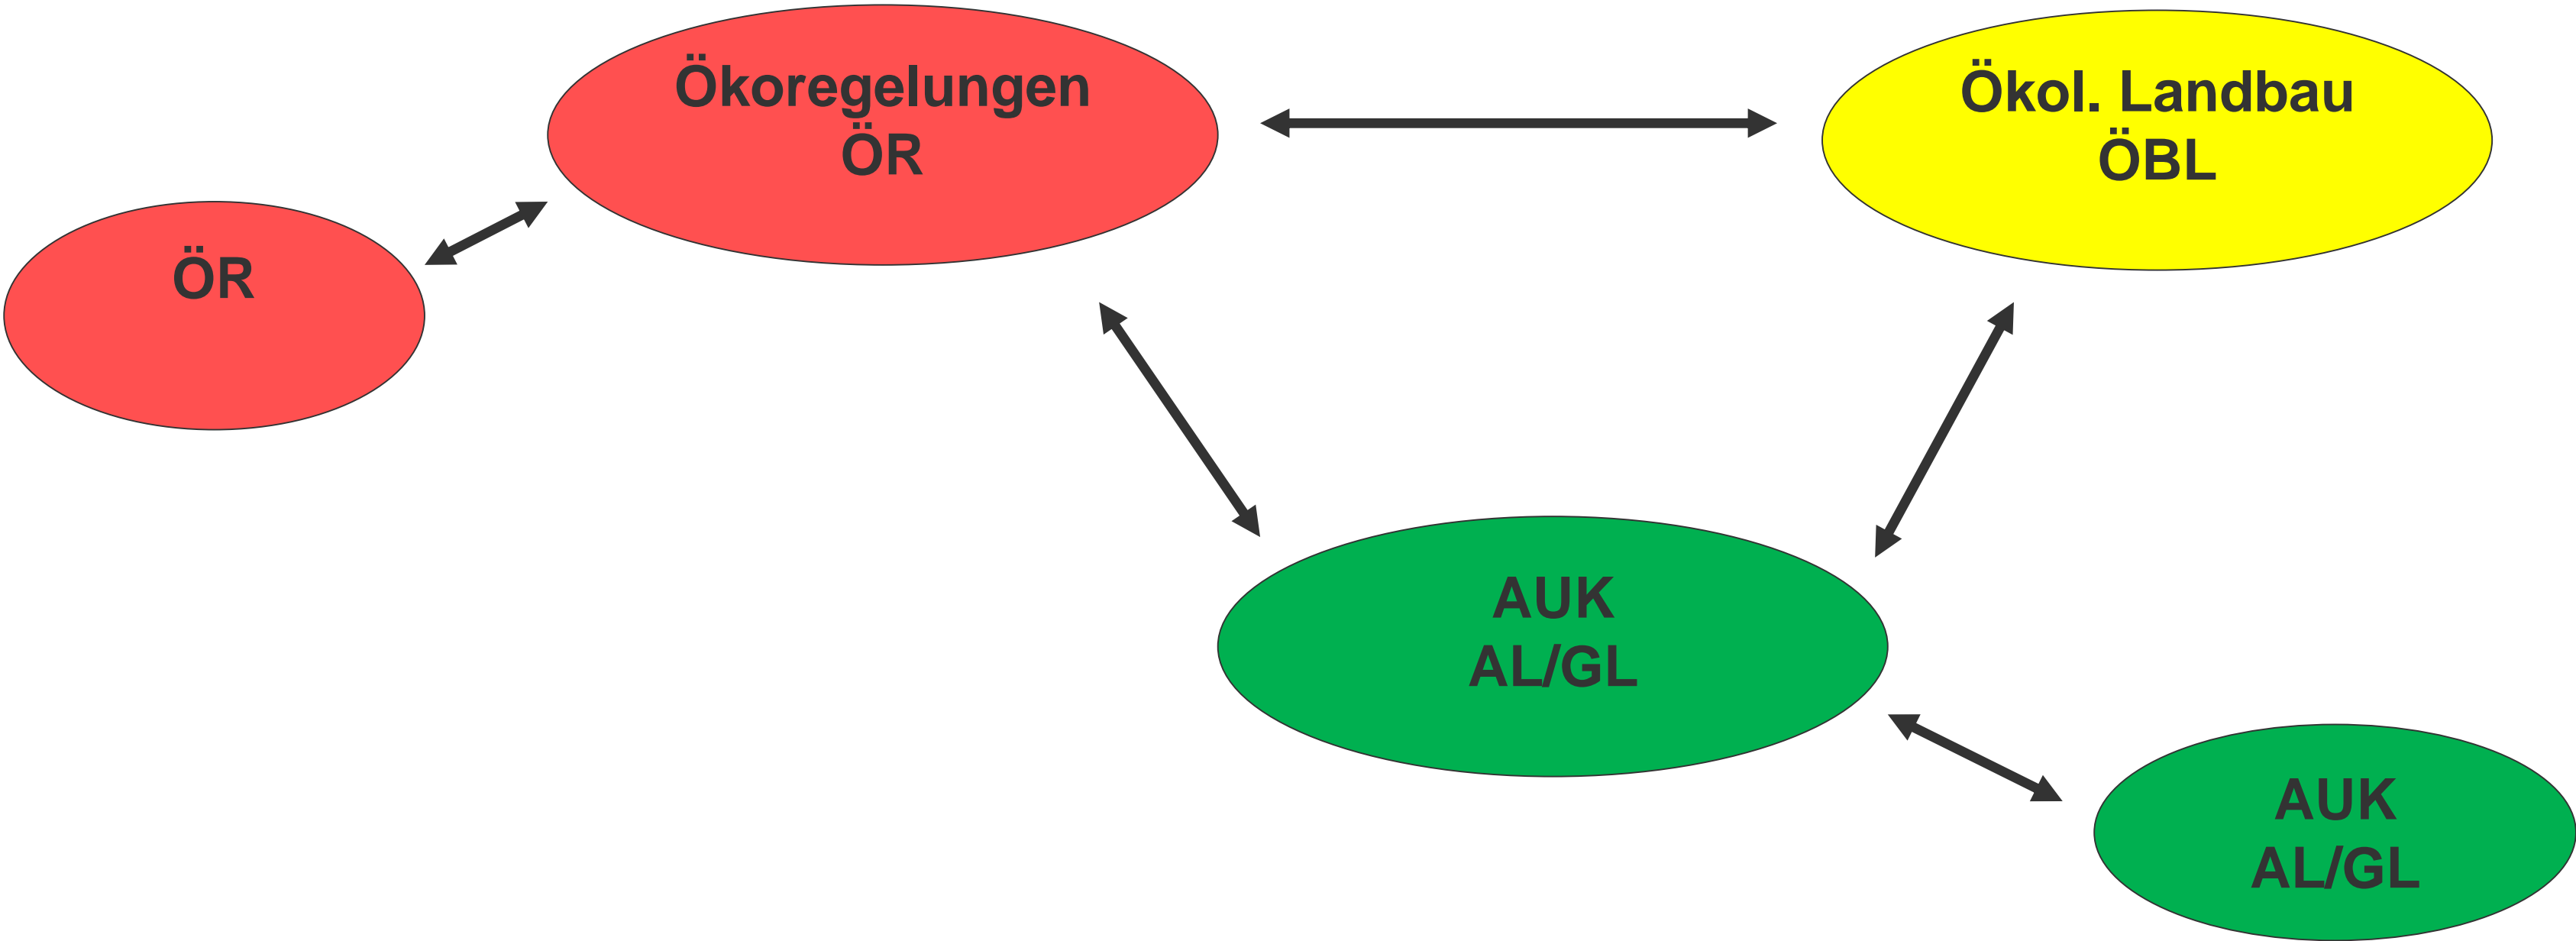 Ökoregelungen
ÖR
Ökol. Landbau
ÖBL
ÖR
AUK
AL/GL
AUK
AL/GL